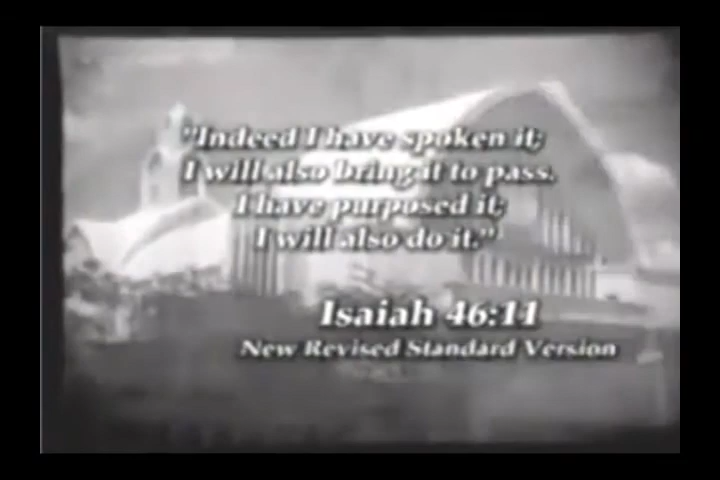 "Indeed I have spoken it;
I will also bring it to pass.
I have purposed it;
I will also do it."
Isaiah 46:11
New Revised Standard Version